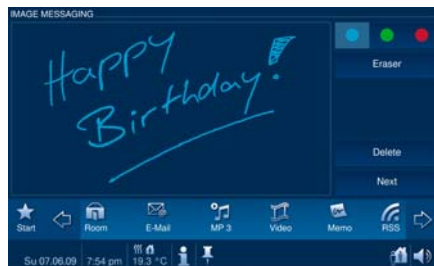 IMAGE MESSAGING
Happy
Birthday!
Eraser
Delete
Next
Start
Room
E-Mail
MP 3
Video
Memo
RSS
Su 07.06.09 7:54 pm 19.3 °C